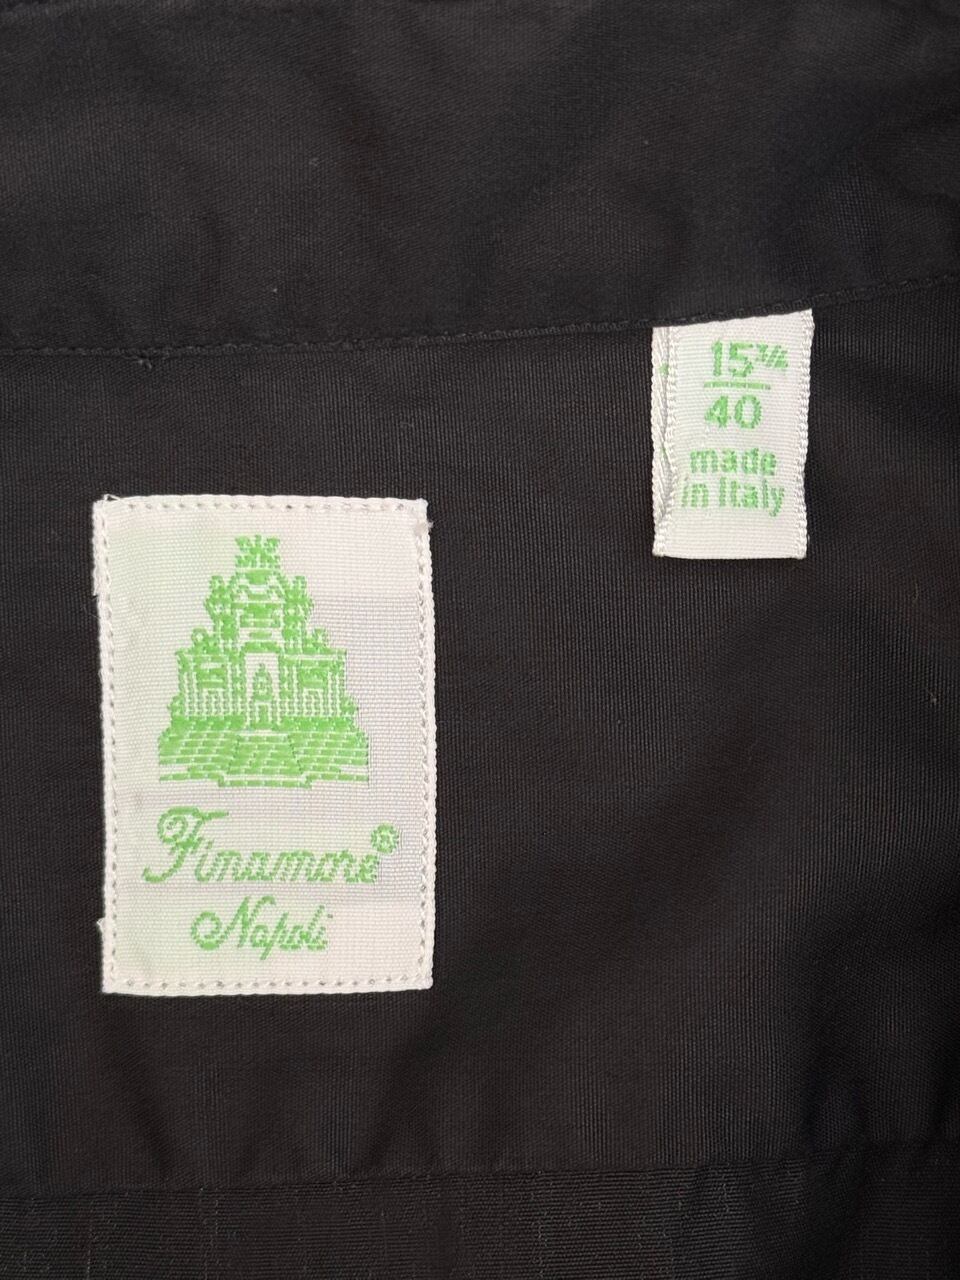 15¾
40
made
in Italy
Finamore®
Napoli